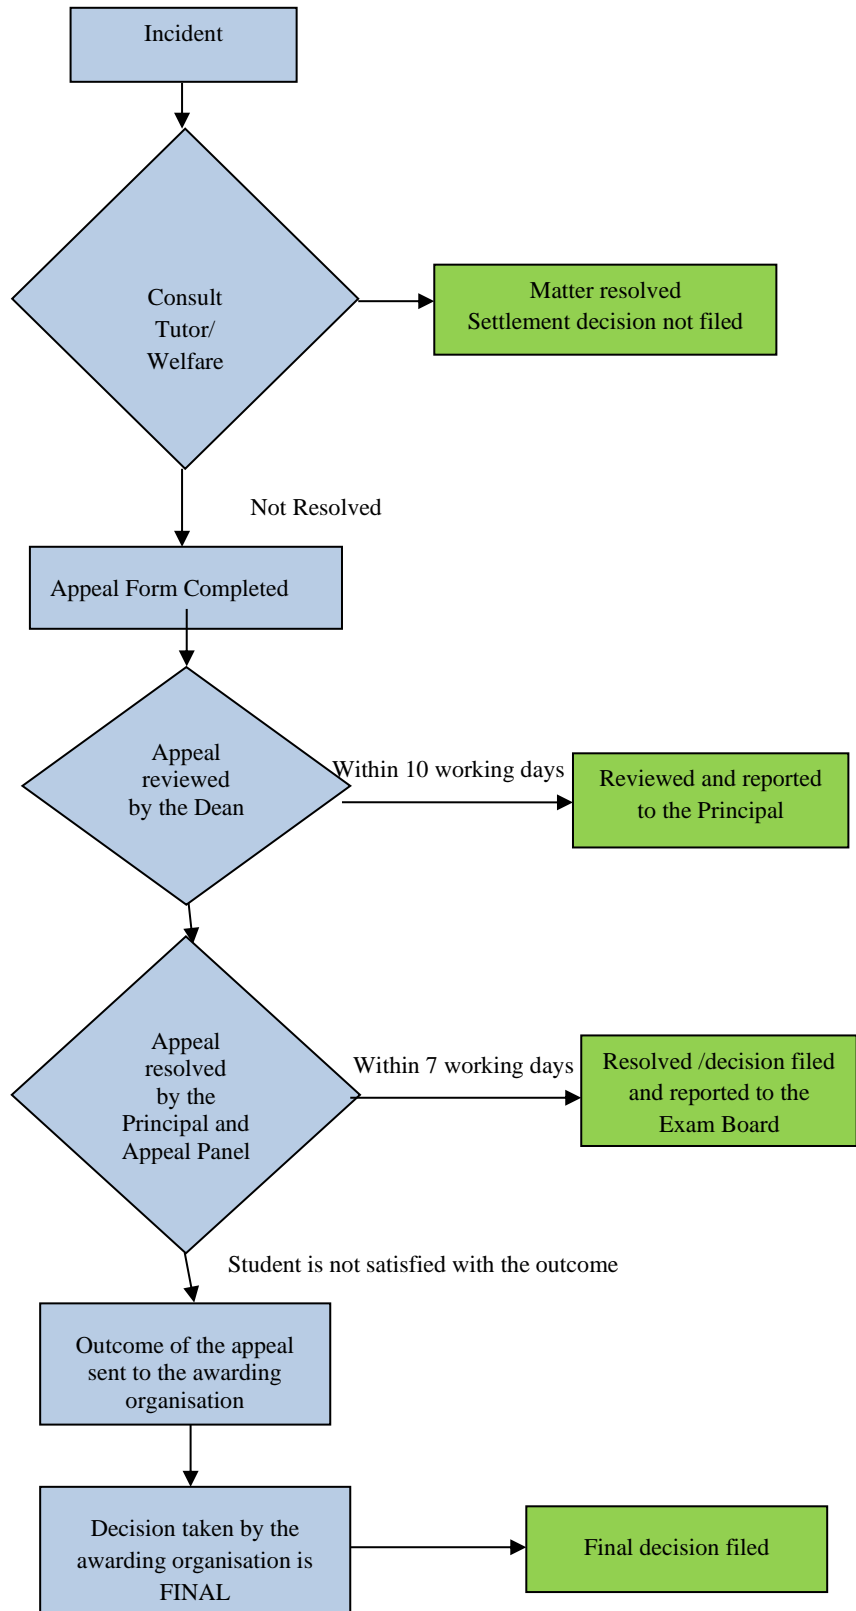 Incident
Consult
Tutor/
Welfare
Matter resolved
Settlement decision not filed
Not Resolved
Appeal Form Completed
Appeal
reviewed
by the Dean
Within 10 working days
Reviewed and reported
to the Principal
Appeal
resolved
by the
Principal and
Appeal Panel
Within 7 working days
Resolved /decision filed
and reported to the
Exam Board
Student is not satisfied with the outcome
Outcome of the appeal
sent to the awarding
organisation
Decision taken by the
awarding organisation is
FINAL
Final decision filed